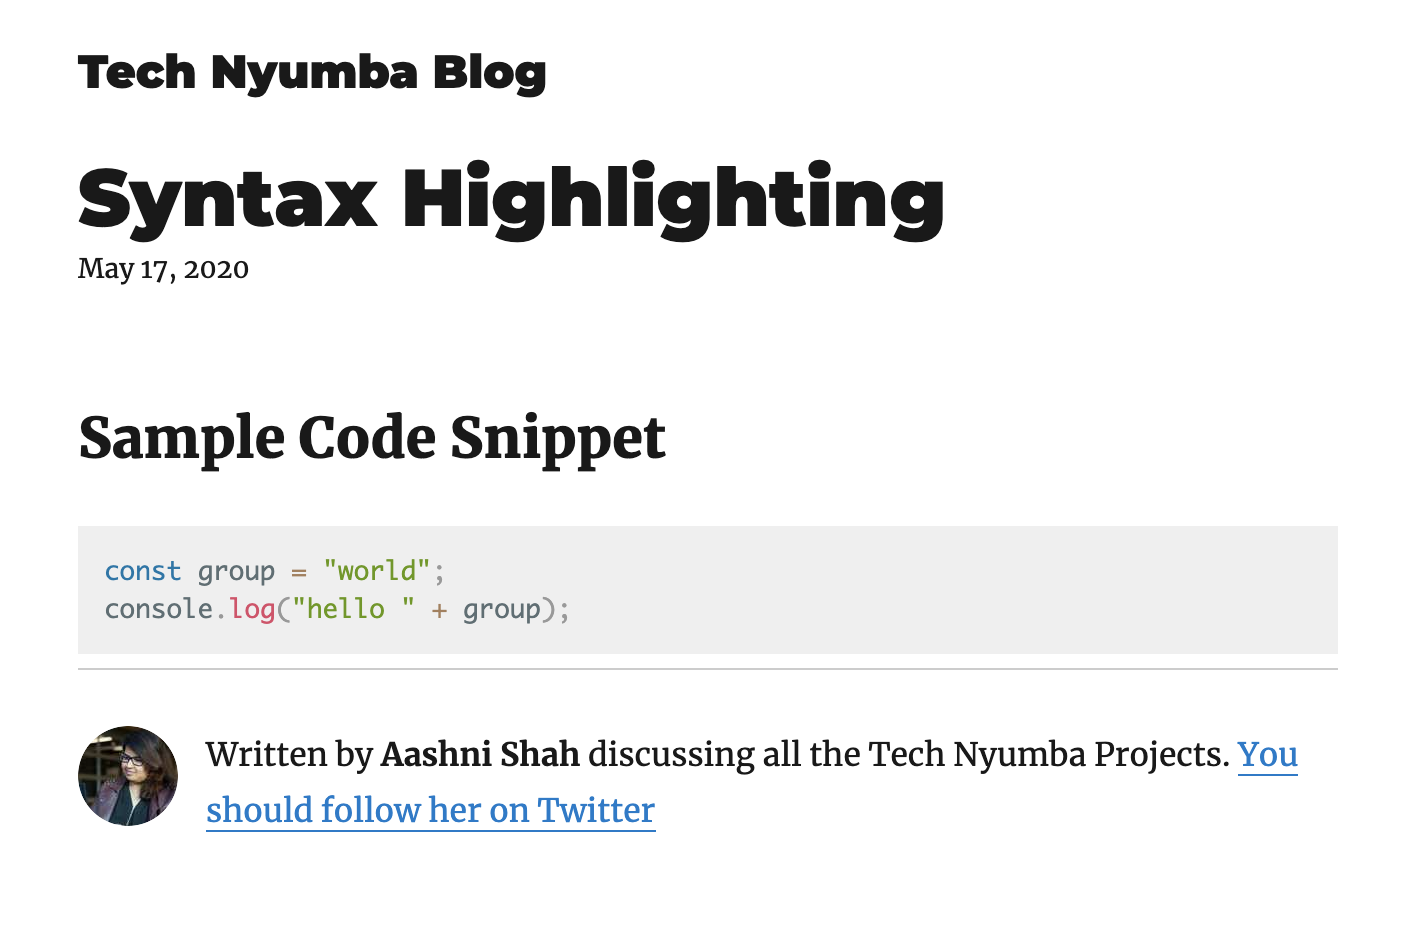 Tech Nyumba Blog
Syntax Highlighting
May 17, 2020
Sample Code Snippet
const group = "world";
console.log("hello " + group);
Written by Aashni Shah discussing all the Tech Nyumba Projects. You
should follow her on Twitter